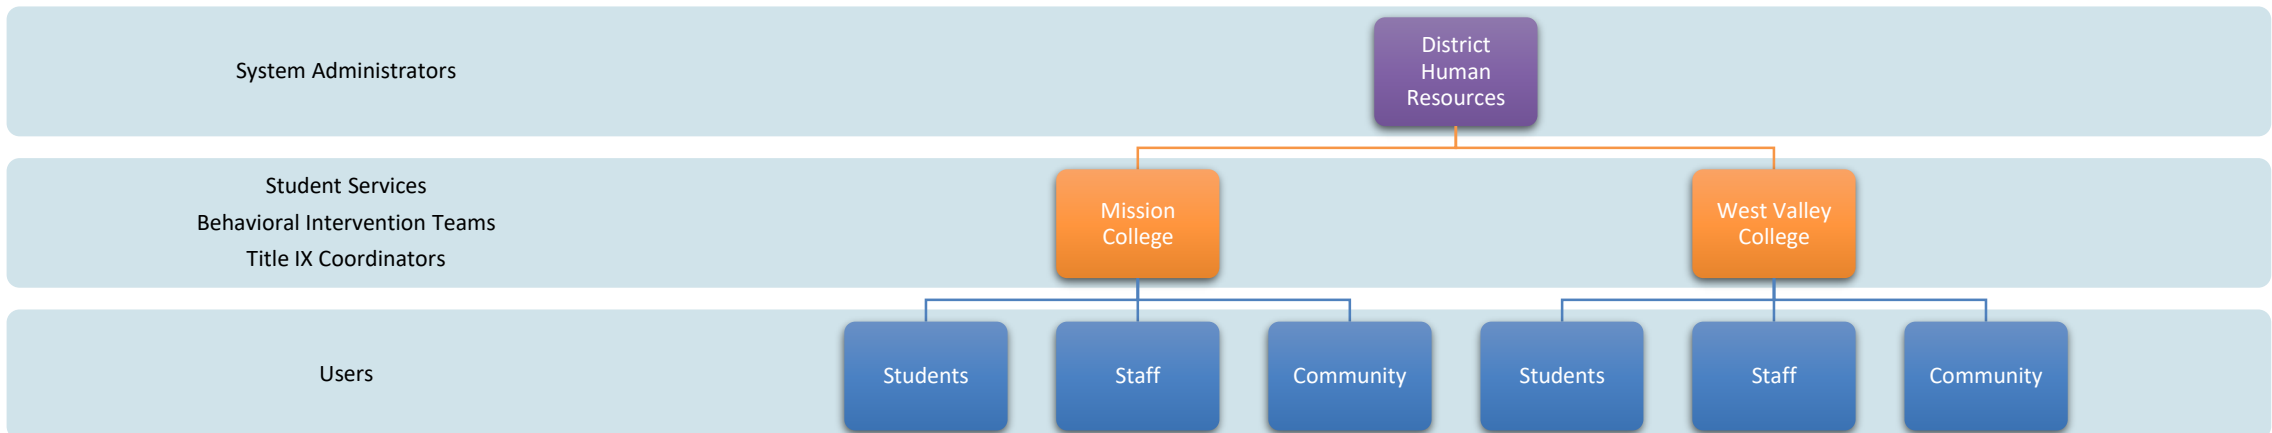 System Administrators
District
Human
Resources
Student Services
Behavioral Intervention Teams
Title IX Coordinators
Mission
College
West Valley
College
Users
Students
Staff
Community
Students
Staff
Community